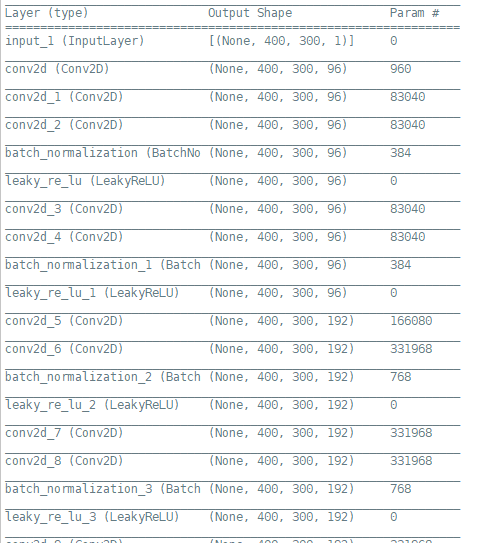 Layer (type) Output Shape Param #
input_1 (InputLayer) [(None, 400, 300, 1)] 0
conv2d (Conv2D) (None, 400, 300, 96) 960
conv2d_1 (Conv2D) (None, 400, 300, 96) 83040
conv2d_2 (Conv2D) (None, 400, 300, 96) 83040
batch_normalization (BatchNo (None, 400, 300, 96) 384
leaky_re_lu (LeakyReLU) (None, 400, 300, 96) 0
conv2d_3 (Conv2D) (None, 400, 300, 96) 83040
conv2d_4 (Conv2D) (None, 400, 300, 96) 83040
batch_normalization_1 (Batch (None, 400, 300, 96) 384
leaky_re_lu_1 (LeakyReLU) (None, 400, 300, 96) 0
conv2d_5 (Conv2D) (None, 400, 300, 192) 166080
conv2d_6 (Conv2D) (None, 400, 300, 192) 331968
batch_normalization_2 (Batch (None, 400, 300, 192) 768
leaky_re_lu_2 (LeakyReLU) (None, 400, 300, 192) 0
conv2d_7 (Conv2D) (None, 400, 300, 192) 331968
conv2d_8 (Conv2D) (None, 400, 300, 192) 331968
batch_normalization_3 (Batch (None, 400, 300, 192) 768
leaky_re_lu_3 (LeakyReLU) (None, 400, 300, 192) 0